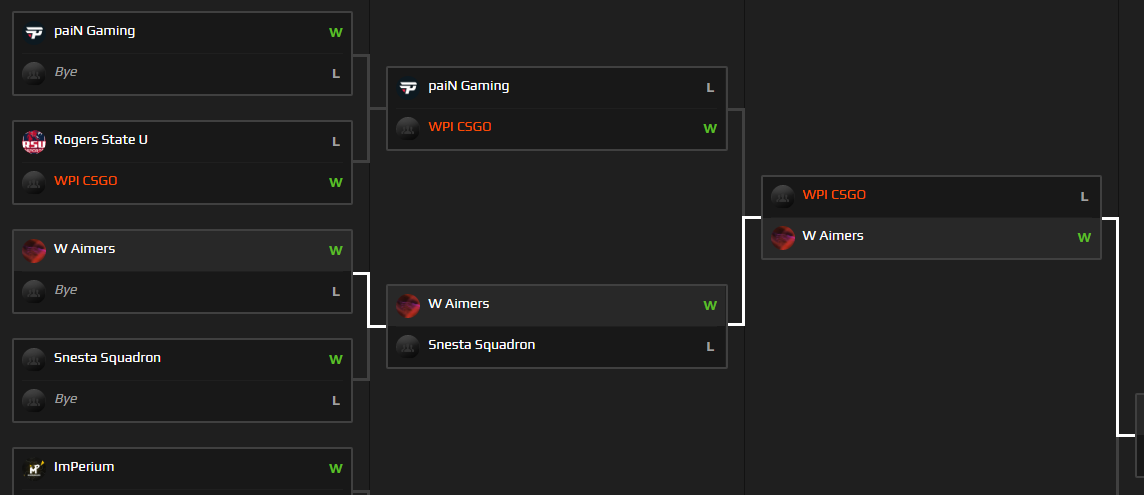 paiN Gaming W
Bye L
Rogers State U L
WPI CSGO W
W Aimers W
Bye L
Snesta Squadron W
Bye L
ImPerium W
paiN Gaming L
WPI CSGO W
W Aimers W
Snesta Squadron L
WPI CSGO L
W Aimers W